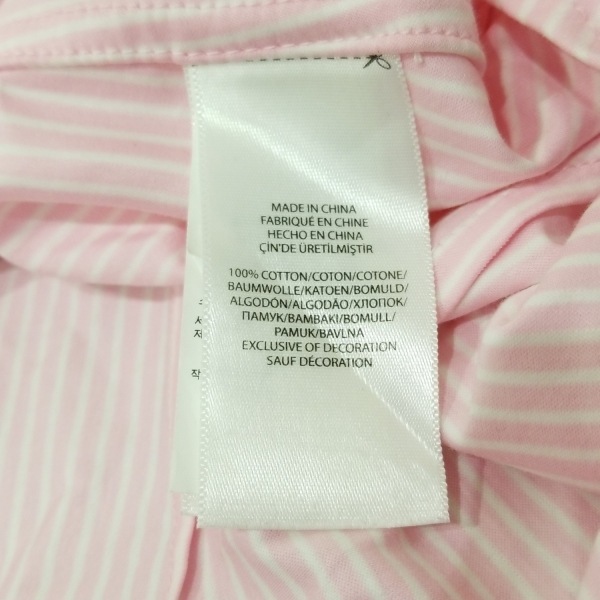 MADE IN CHINA
FABRIQUÉ EN CHINE
HECHO EN CHINA
ÇIN'DE ÜRETİLMİŞTİR
100% COTTON/COTON/COTONE/
BAUMWOLLE/KATOEN/BOMULD/
ALGODÓN/ALGODÃO/ХЛОПОК/
ПАМУК/BAMBAKI/BOMULL/
PAMUK/BAVLNA
EXCLUSIVE OF DECORATION
SAUF DÉCORATION